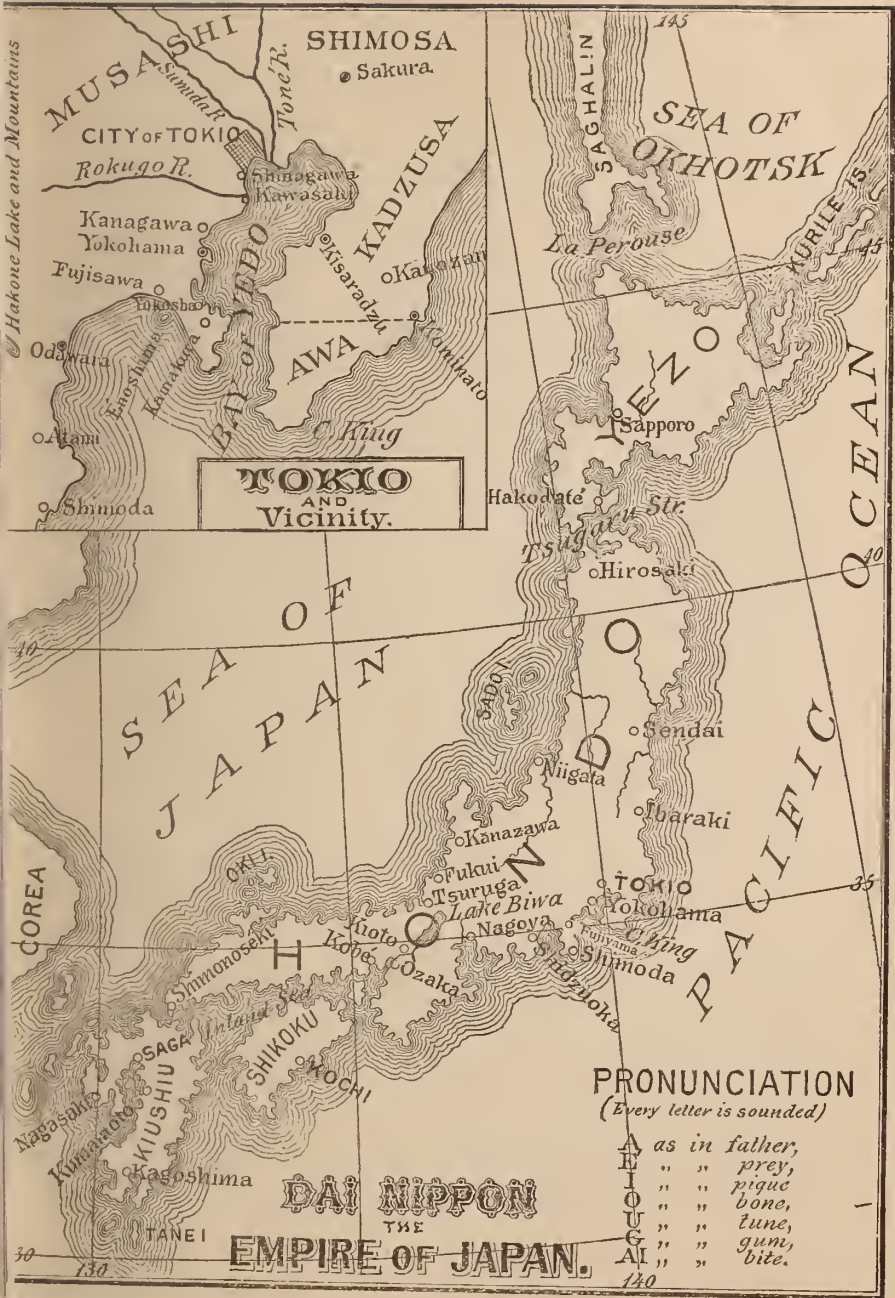 Hakone Lake and Mountains
MUSASHI
Sumida R
Toné R.
SHIMOSA
Sakura
CITY OF TOKIO
Rokugo R.
Shinagawa
Kawasaki
KADZUSA
Kanagawa
Yokohama
Fujisawa
Kisaradzu
Kanozan
BAY OF YEDO
Odawara
Enoshima
Kamakura
AWA
Kominato
Atami
C. King
Shimoda
TOKIO
AND
Vicinity.
145
SAGHALIN
SEA OF
OKHOTSK
La Perouse
KURILE IS.
45
YEZO
Sapporo
Hakodate
Tsugaru Str.
Hirosaki
40
40
SEA OF
JAPAN
PACIFIC OCEAN
SADO I.
Sendai
Niigata
Ibaraki
Kanazawa
Fukui
Tsuruga
Lake Biwa
TOKIO
35
Yokohama
Kioto
Nagoya
Fujiyama
C. King
Kobe
Ozaka
Shidzuoka
Shimoda
HONDO
OKI I.
COREA
Shimonoseki
Inland Sea
SAGA
SHIKOKU
KOCHI
Nagasaki
Kumamoto
KIUSHIU
Kagoshima
TANE I
30
130
140
DAI NIPPON
THE
EMPIRE OF JAPAN.
PRONUNCIATION
(Every letter is sounded)
A as in father,
E „ „ prey,
I „ „ pique
O „ „ bone,
U „ „ tune,
G „ „ gum,
AI „ „ bite.